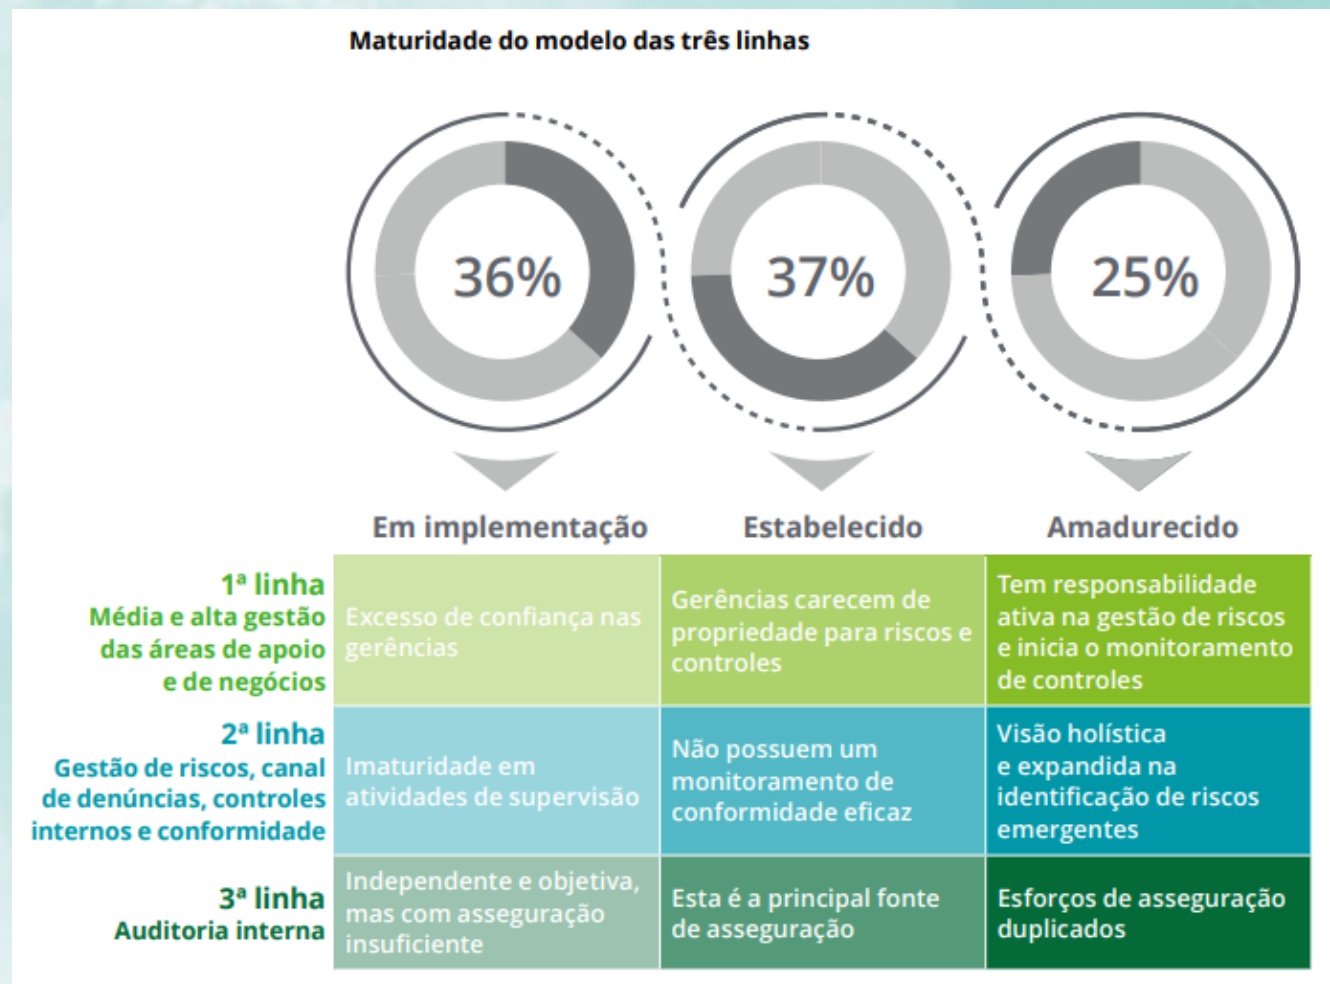 Maturidade do modelo das três linhas
36%
37%
25%
Em implementação
Estabelecido
Amadurecido
1ª linha
Média e alta gestão
das áreas de apoio
e de negócios
Excesso de confiança nas
gerências
Gerências carecem de
propriedade para riscos e
controles
Tem responsabilidade
ativa na gestão de riscos
e inicia o monitoramento
de controles
2ª linha
Gestão de riscos, canal
de denúncias, controles
internos e conformidade
Imaturidade em
atividades de supervisão
Não possuem um
monitoramento de
conformidade eficaz
Visão holística
e expandida na
identificação de riscos
emergentes
3ª linha
Auditoria interna
Independente e objetiva,
mas com asseguração
insuficiente
Esta é a principal fonte
de asseguração
Esforços de asseguração
duplicados